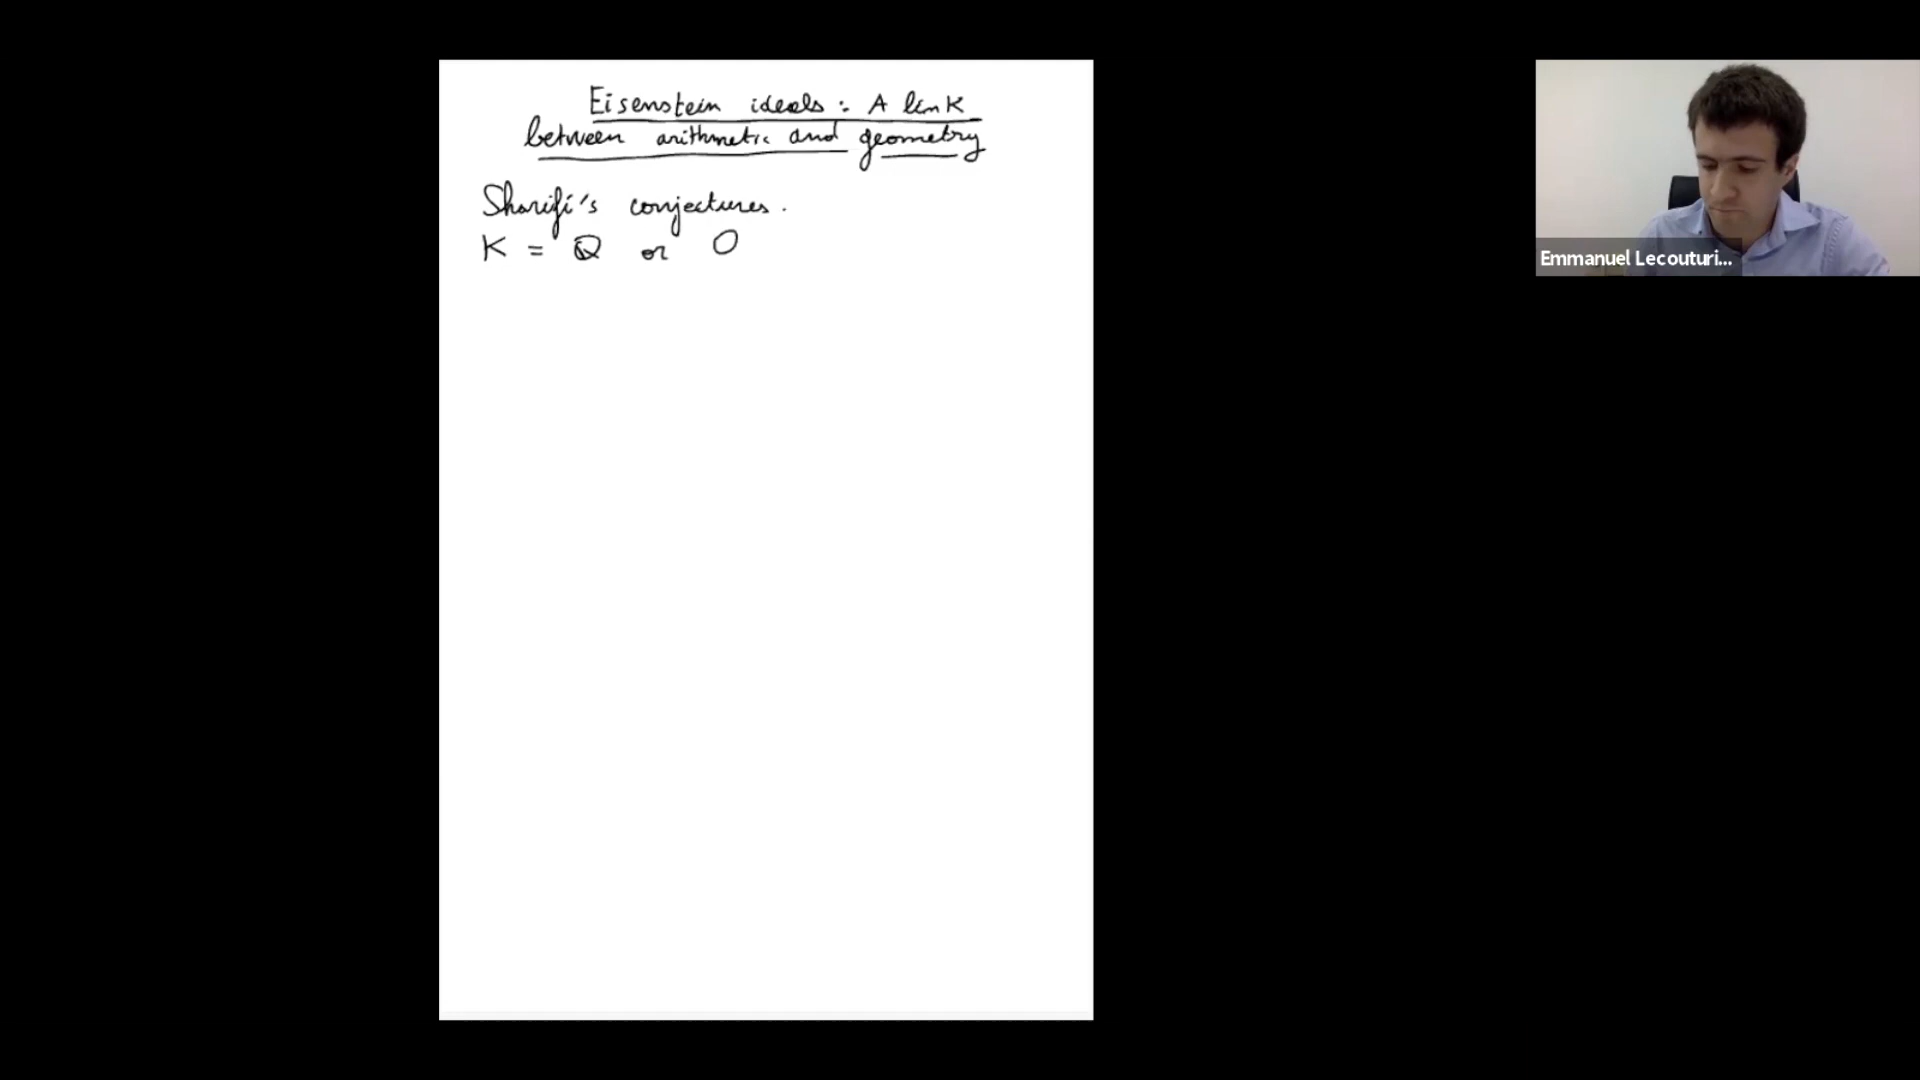 Eisenstein ideals : A link
between arithmetic and geometry
Sharifi's conjectures.
K = Q or O
Emmanuel Lecouturi...